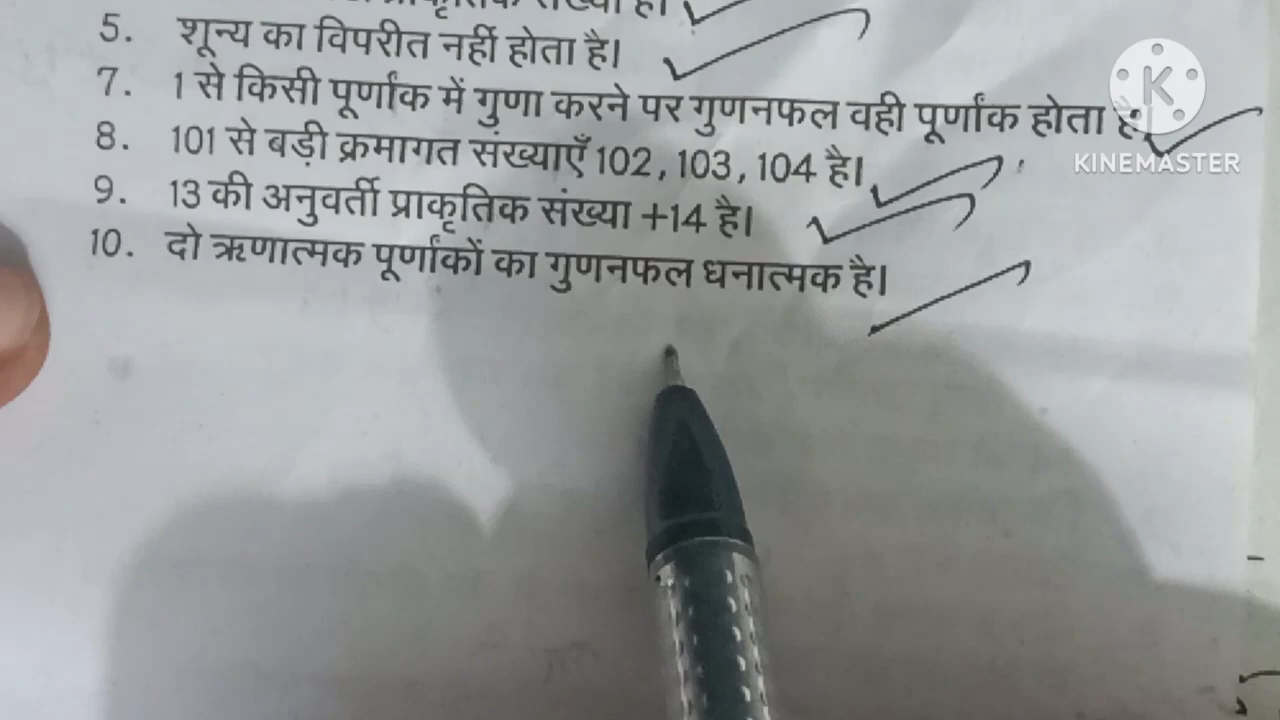 प्राकृतिक संख्या है।
5. शून्य का विपरीत नहीं होता है।
7. 1 से किसी पूर्णांक में गुणा करने पर गुणनफल वही पूर्णांक होता है।
8. 101 से बड़ी क्रमागत संख्याएँ 102, 103, 104 है।
9. 13 की अनुवर्ती प्राकृतिक संख्या +14 है।
10. दो ऋणात्मक पूर्णांकों का गुणनफल धनात्मक है।
K
KINEMASTER